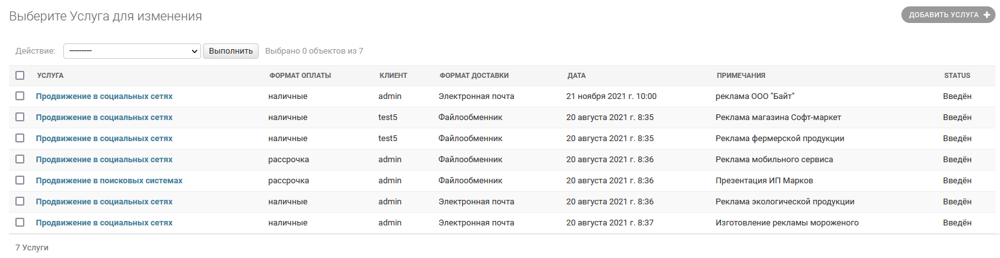 Выберите Услуга для изменения
ДОБАВИТЬ УСЛУГА +
Действие: --------- Выполнить Выбрано 0 объектов из 7
УСЛУГА ФОРМАТ ОПЛАТЫ КЛИЕНТ ФОРМАТ ДОСТАВКИ ДАТА ПРИМЕЧАНИЯ STATUS
Продвижение в социальных сетях наличные admin Электронная почта 21 ноября 2021 г. 10:00 реклама ООО "Байт" Введён
Продвижение в социальных сетях наличные test5 Файлообменник 20 августа 2021 г. 8:35 Реклама магазина Софт-маркет Введён
Продвижение в социальных сетях наличные test5 Файлообменник 20 августа 2021 г. 8:35 Реклама фермерской продукции Введён
Продвижение в социальных сетях рассрочка admin Файлообменник 20 августа 2021 г. 8:36 Реклама мобильного сервиса Введён
Продвижение в поисковых системах рассрочка admin Файлообменник 20 августа 2021 г. 8:36 Презентация ИП Марков Введён
Продвижение в социальных сетях наличные admin Электронная почта 20 августа 2021 г. 8:36 Реклама экологической продукции Введён
Продвижение в социальных сетях наличные admin Электронная почта 20 августа 2021 г. 8:37 Изготовление рекламы мороженого Введён
7 Услуги